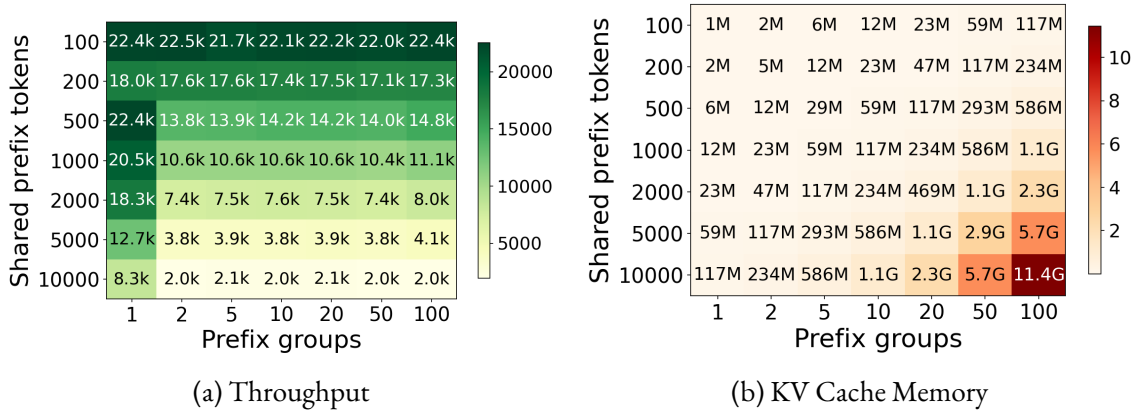 Shared prefix tokens
100 22.4k 22.5k 21.7k 22.1k 22.2k 22.0k 22.4k
200 18.0k 17.6k 17.6k 17.4k 17.5k 17.1k 17.3k
500 22.4k 13.8k 13.9k 14.2k 14.2k 14.0k 14.8k
1000 20.5k 10.6k 10.6k 10.6k 10.6k 10.4k 11.1k
2000 18.3k 7.4k 7.5k 7.6k 7.5k 7.4k 8.0k
5000 12.7k 3.8k 3.9k 3.8k 3.9k 3.8k 4.1k
10000 8.3k 2.0k 2.1k 2.0k 2.1k 2.0k 2.0k
1 2 5 10 20 50 100
Prefix groups
20000
15000
10000
5000
(a) Throughput
Shared prefix tokens
100 1M 2M 6M 12M 23M 59M 117M
200 2M 5M 12M 23M 47M 117M 234M
500 6M 12M 29M 59M 117M 293M 586M
1000 12M 23M 59M 117M 234M 586M 1.1G
2000 23M 47M 117M 234M 469M 1.1G 2.3G
5000 59M 117M 293M 586M 1.1G 2.9G 5.7G
10000 117M 234M 586M 1.1G 2.3G 5.7G 11.4G
1 2 5 10 20 50 100
Prefix groups
10
8
6
4
2
(b) KV Cache Memory